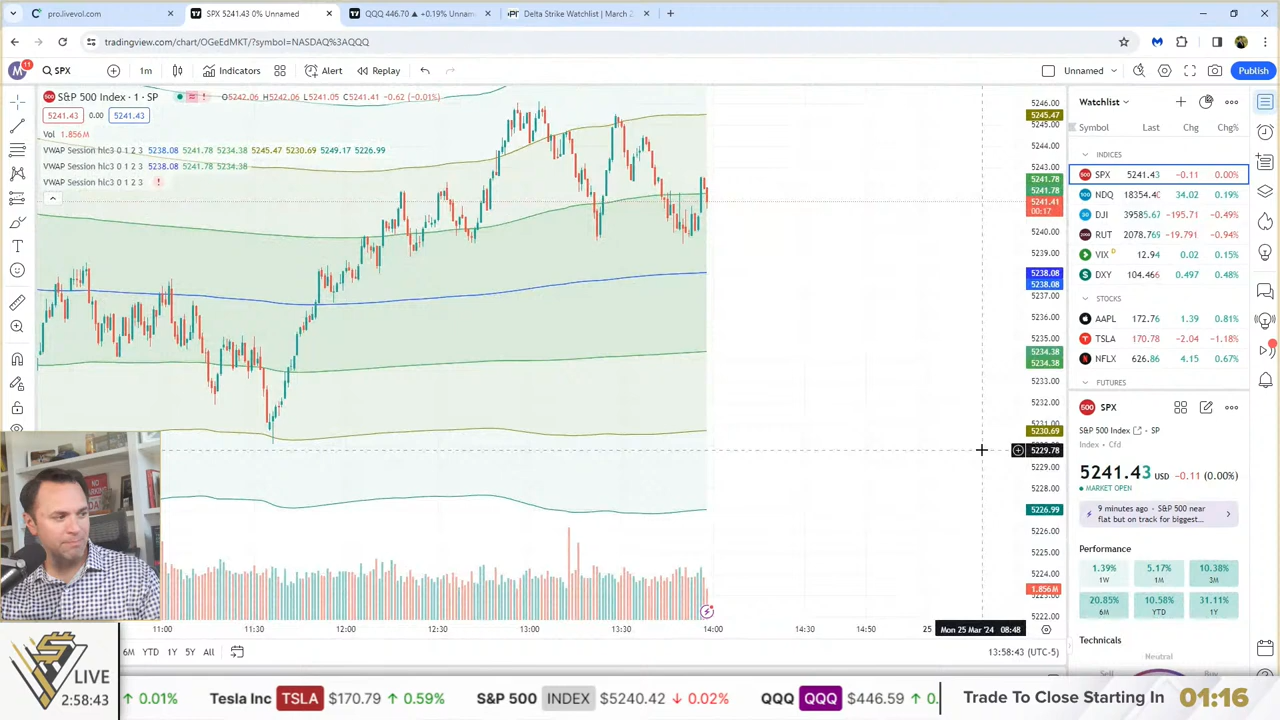 pro.livevol.com
SPX 5241.43 0% Unnamed
QQQ 446.70 ▲ +0.19% Unnam
Delta Strike Watchlist | March 2
tradingview.com/chart/OGeEdMKT/?symbol=NASDAQ%3AQQQ
M
11
SPX
1m
Indicators
Alert
Replay
Unnamed
Publish
S&P 500 Index · 1 · SP
O5242.06 H5242.06 L5241.05 C5241.41 -0.62 (-0.01%)
5241.43 0.00 5241.43
Vol 1.856M
VWAP Session hlc3 0 1 2 3 5238.08 5241.78 5234.38 5245.47 5230.69 5249.17 5226.99
VWAP Session hlc3 0 1 2 3 5238.08 5241.78 5234.38
VWAP Session hlc3 0 1 2 3
5246.00
5245.47
5245.00
5244.00
5243.00
5241.78
5241.78
5241.41
00:17
5240.00
5239.00
5238.08
5238.08
5237.00
5236.00
5235.00
5234.38
5234.38
5233.00
5232.00
5231.00
5230.69
5229.78
5229.00
5228.00
5226.99
5226.00
5225.00
5224.00
1.856M
5222.00
11:00
11:30
12:00
12:30
13:00
13:30
14:00
14:30
14:50
25
Mon 25 Mar '24 08:48
6M YTD 1Y 5Y All
13:58:43 (UTC-5)
Watchlist
Symbol Last Chg Chg%
INDICES
SPX 5241.43 -0.11 0.00%
NDQ 18354.40 34.02 0.19%
DJI 39585.67 -195.71 -0.49%
RUT 2078.769 -19.791 -0.94%
VIX D 12.94 0.02 0.15%
DXY 104.466 0.497 0.48%
STOCKS
AAPL 172.76 1.39 0.81%
TSLA 170.78 -2.04 -1.18%
NFLX 626.86 4.15 0.67%
FUTURES
SPX
S&P 500 Index · SP
Index · Cfd
5241.43 USD -0.11 (0.00%)
MARKET OPEN
9 minutes ago · S&P 500 near
flat but on track for biggest...
Performance
1.39% 5.17% 10.38%
1W 1M 3M
20.85% 10.58% 31.11%
6M YTD 1Y
Technicals
Neutral
Sell
Buy
LIVE
2:58:43
↑ 0.01% Tesla Inc TSLA $170.79 ↑ 0.59% S&P 500 INDEX $5240.42 ↓ 0.02% QQQ QQQ $446.59 ↑ 0.
Trade To Close Starting In 01:16